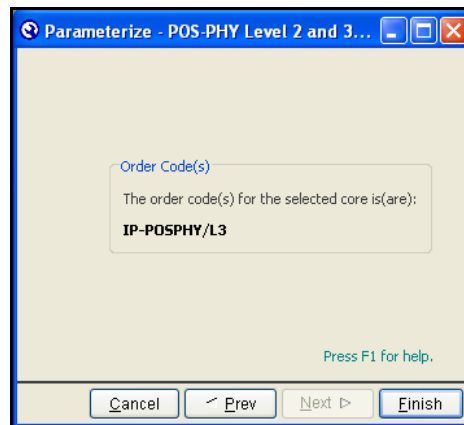 Parameterize - POS-PHY Level 2 and 3...
Order Code(s)
The order code(s) for the selected core is(are):
IP-POSPHY/L3
Press F1 for help.
Cancel Prev Next Finish